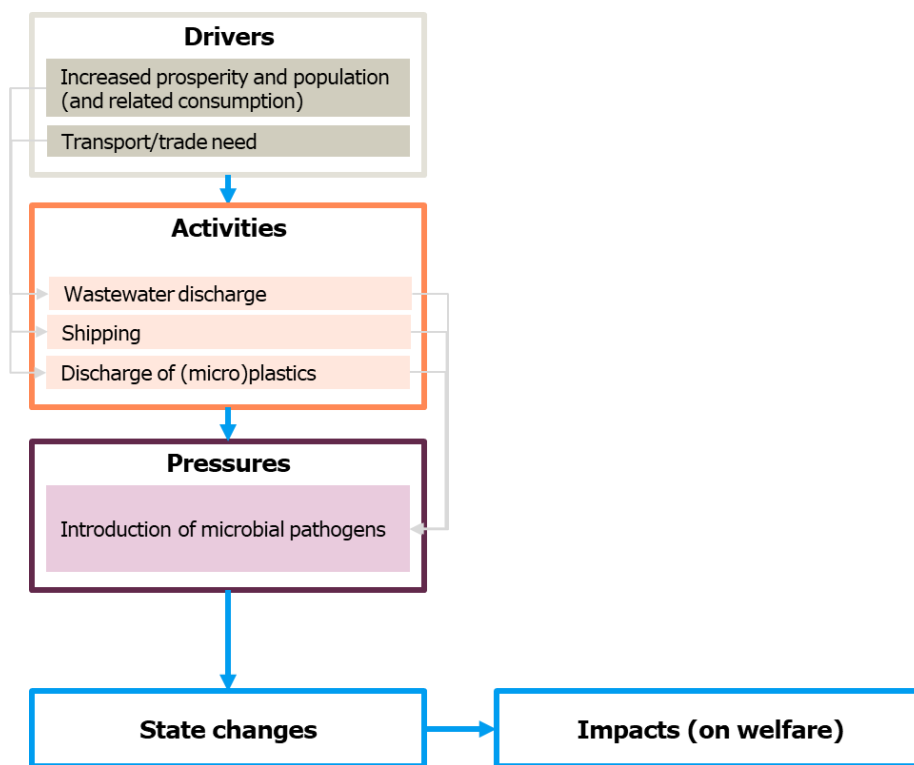 Drivers
Increased prosperity and population
(and related consumption)
Transport/trade need
Activities
Wastewater discharge
Shipping
Discharge of (micro)plastics
Pressures
Introduction of microbial pathogens
State changes
Impacts (on welfare)